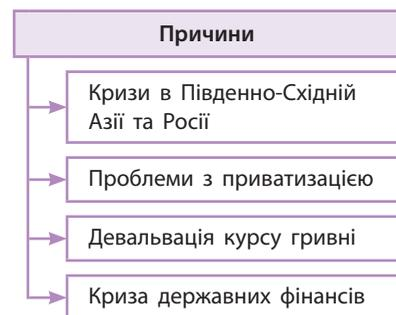 Причини
Кризи в Південно-Східній
Азії та Росії
Проблеми з приватизацією
Девальвація курсу гривні
Криза державних фінансів